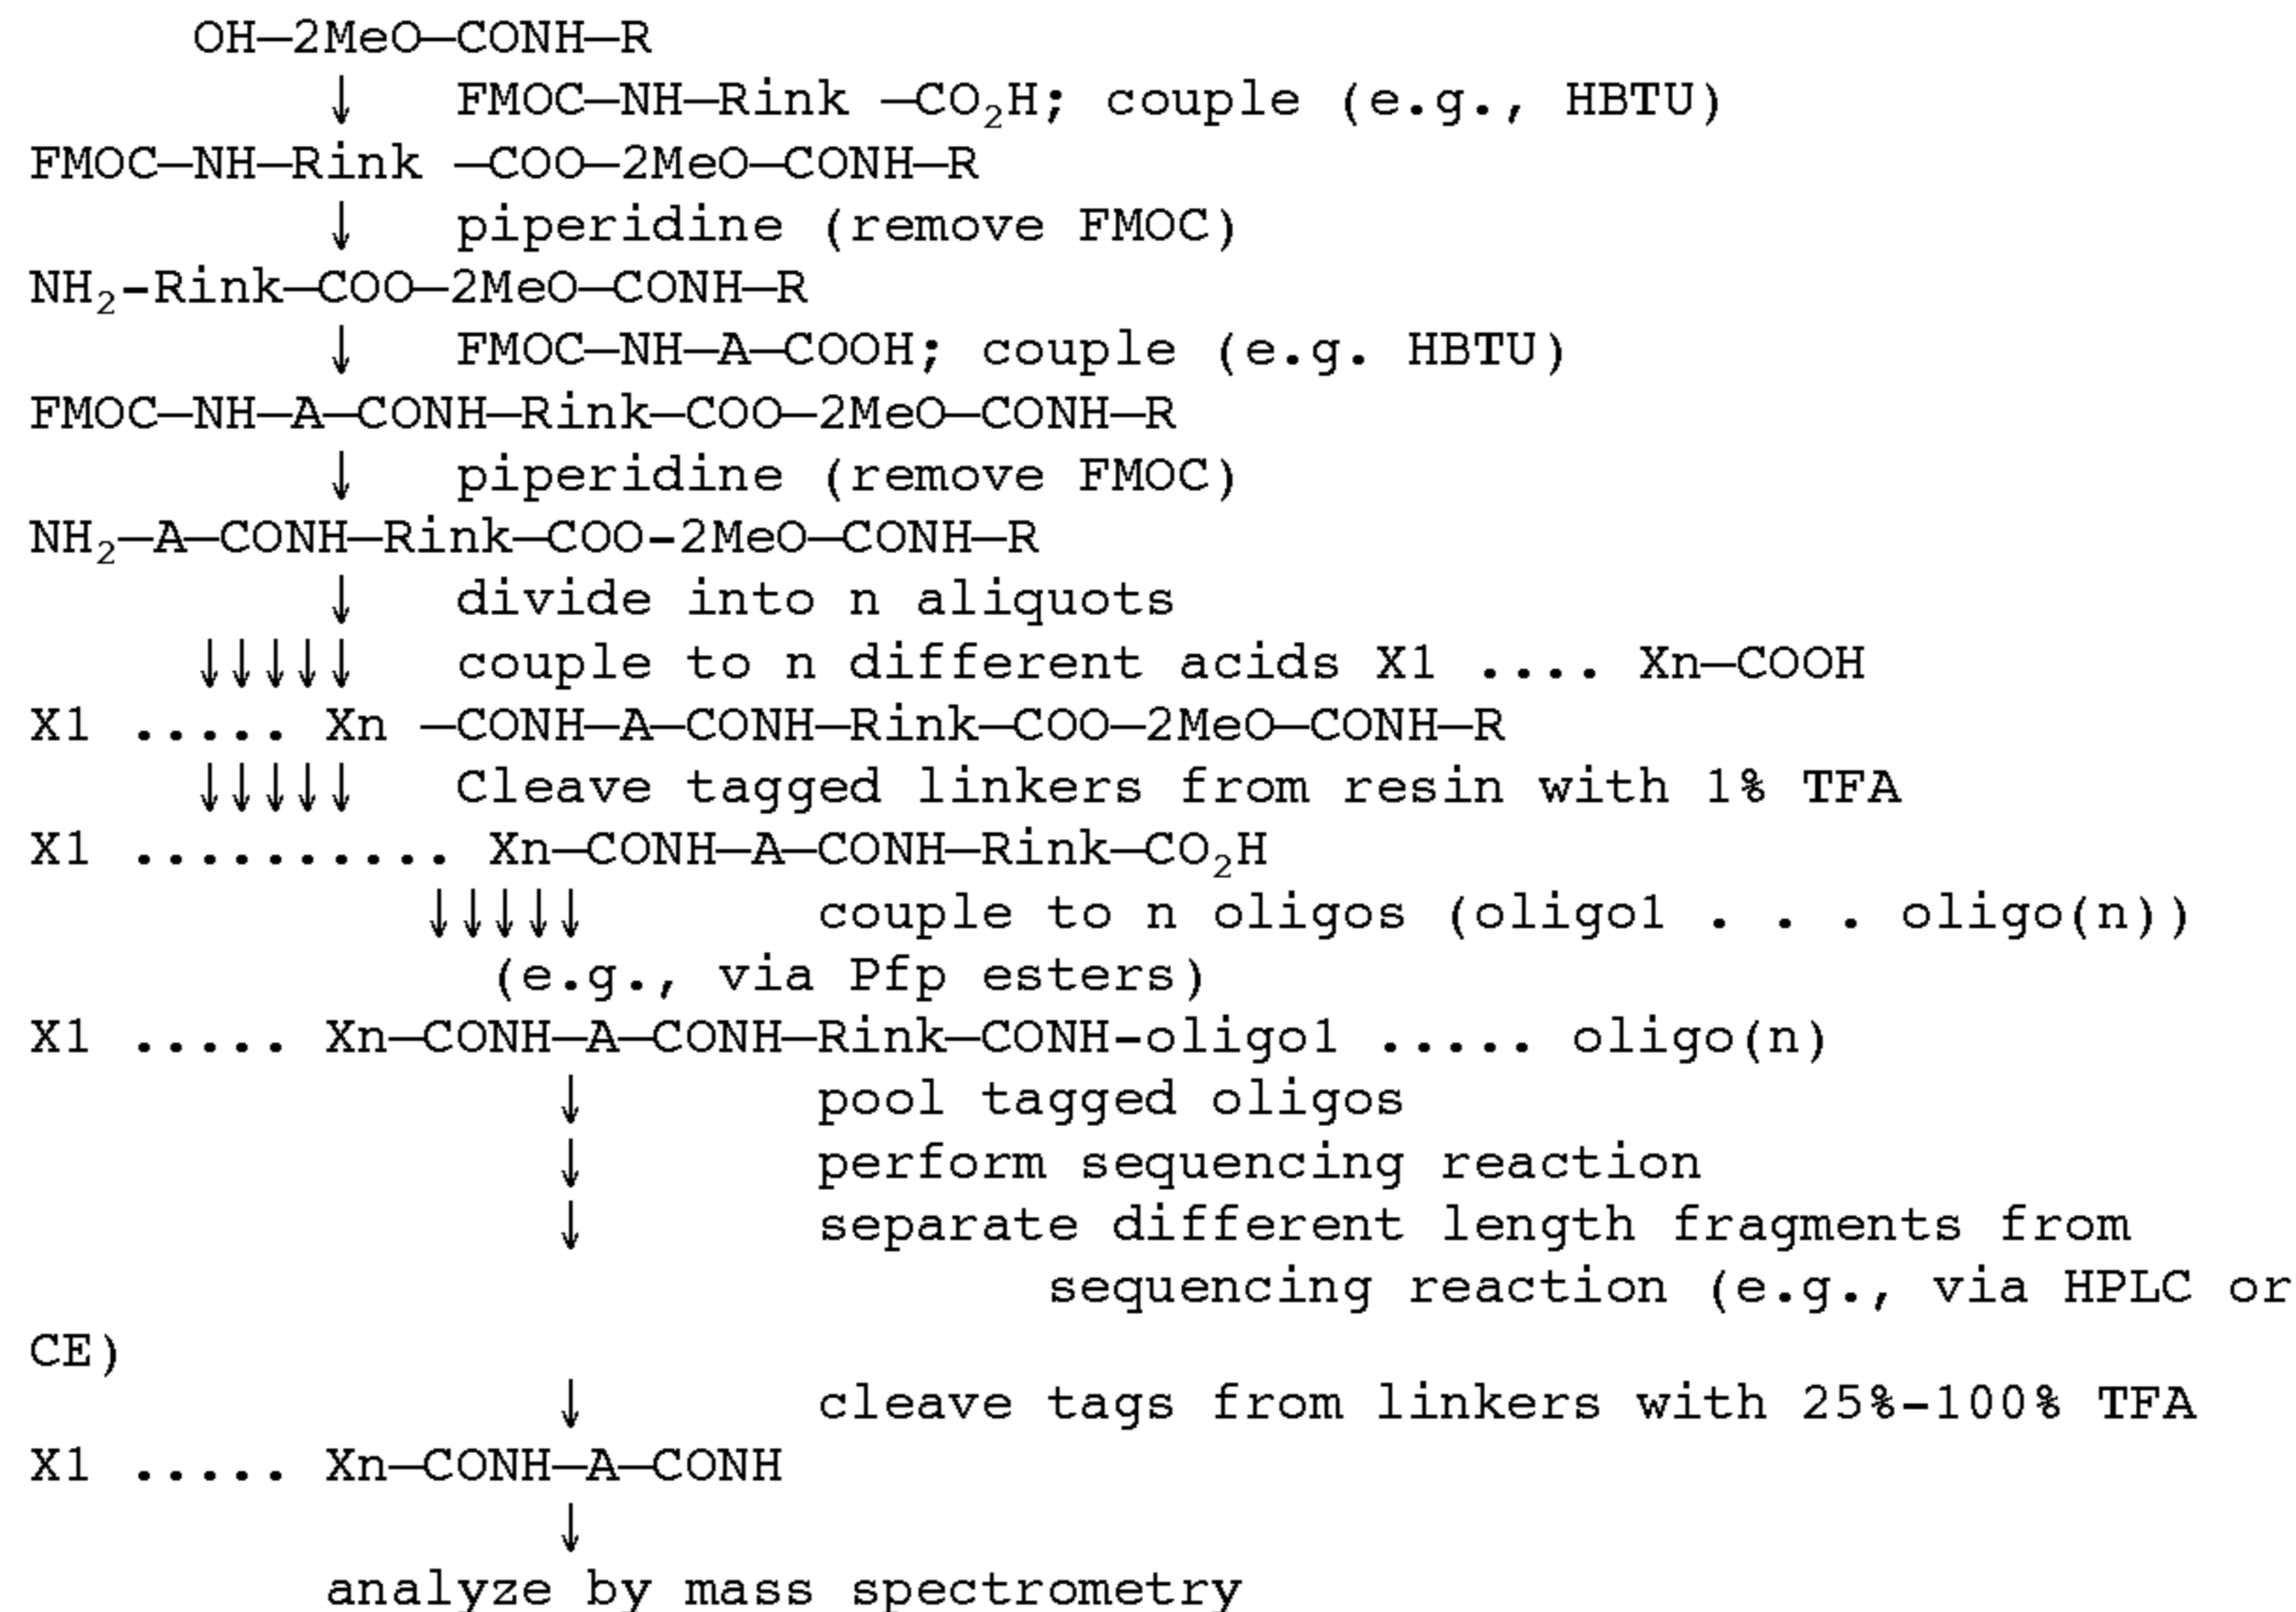 OH—2MeO—CONH—R
↓ FMOC—NH—Rink —CO₂H; couple (e.g., HBTU)
FMOC—NH—Rink —COO—2MeO—CONH—R
↓ piperidine (remove FMOC)
NH₂-Rink—COO—2MeO—CONH—R
↓ FMOC—NH—A—COOH; couple (e.g. HBTU)
FMOC—NH—A—CONH—Rink—COO—2MeO—CONH—R
↓ piperidine (remove FMOC)
NH₂—A—CONH—Rink—COO-2MeO—CONH—R
↓ divide into n aliquots
↓↓↓↓↓ couple to n different acids X1 .... Xn—COOH
X1 ..... Xn —CONH—A—CONH—Rink—COO—2MeO—CONH—R
↓↓↓↓↓ Cleave tagged linkers from resin with 1% TFA
X1 .......... Xn—CONH—A—CONH—Rink—CO₂H
↓↓↓↓↓ couple to n oligos (oligo1 . . . oligo(n))
(e.g., via Pfp esters)
X1 ..... Xn—CONH—A—CONH—Rink—CONH-oligo1 ..... oligo(n)
↓ pool tagged oligos
↓ perform sequencing reaction
↓ separate different length fragments from
sequencing reaction (e.g., via HPLC or
CE)
↓ cleave tags from linkers with 25%-100% TFA
X1 ..... Xn—CONH—A—CONH
↓
analyze by mass spectrometry